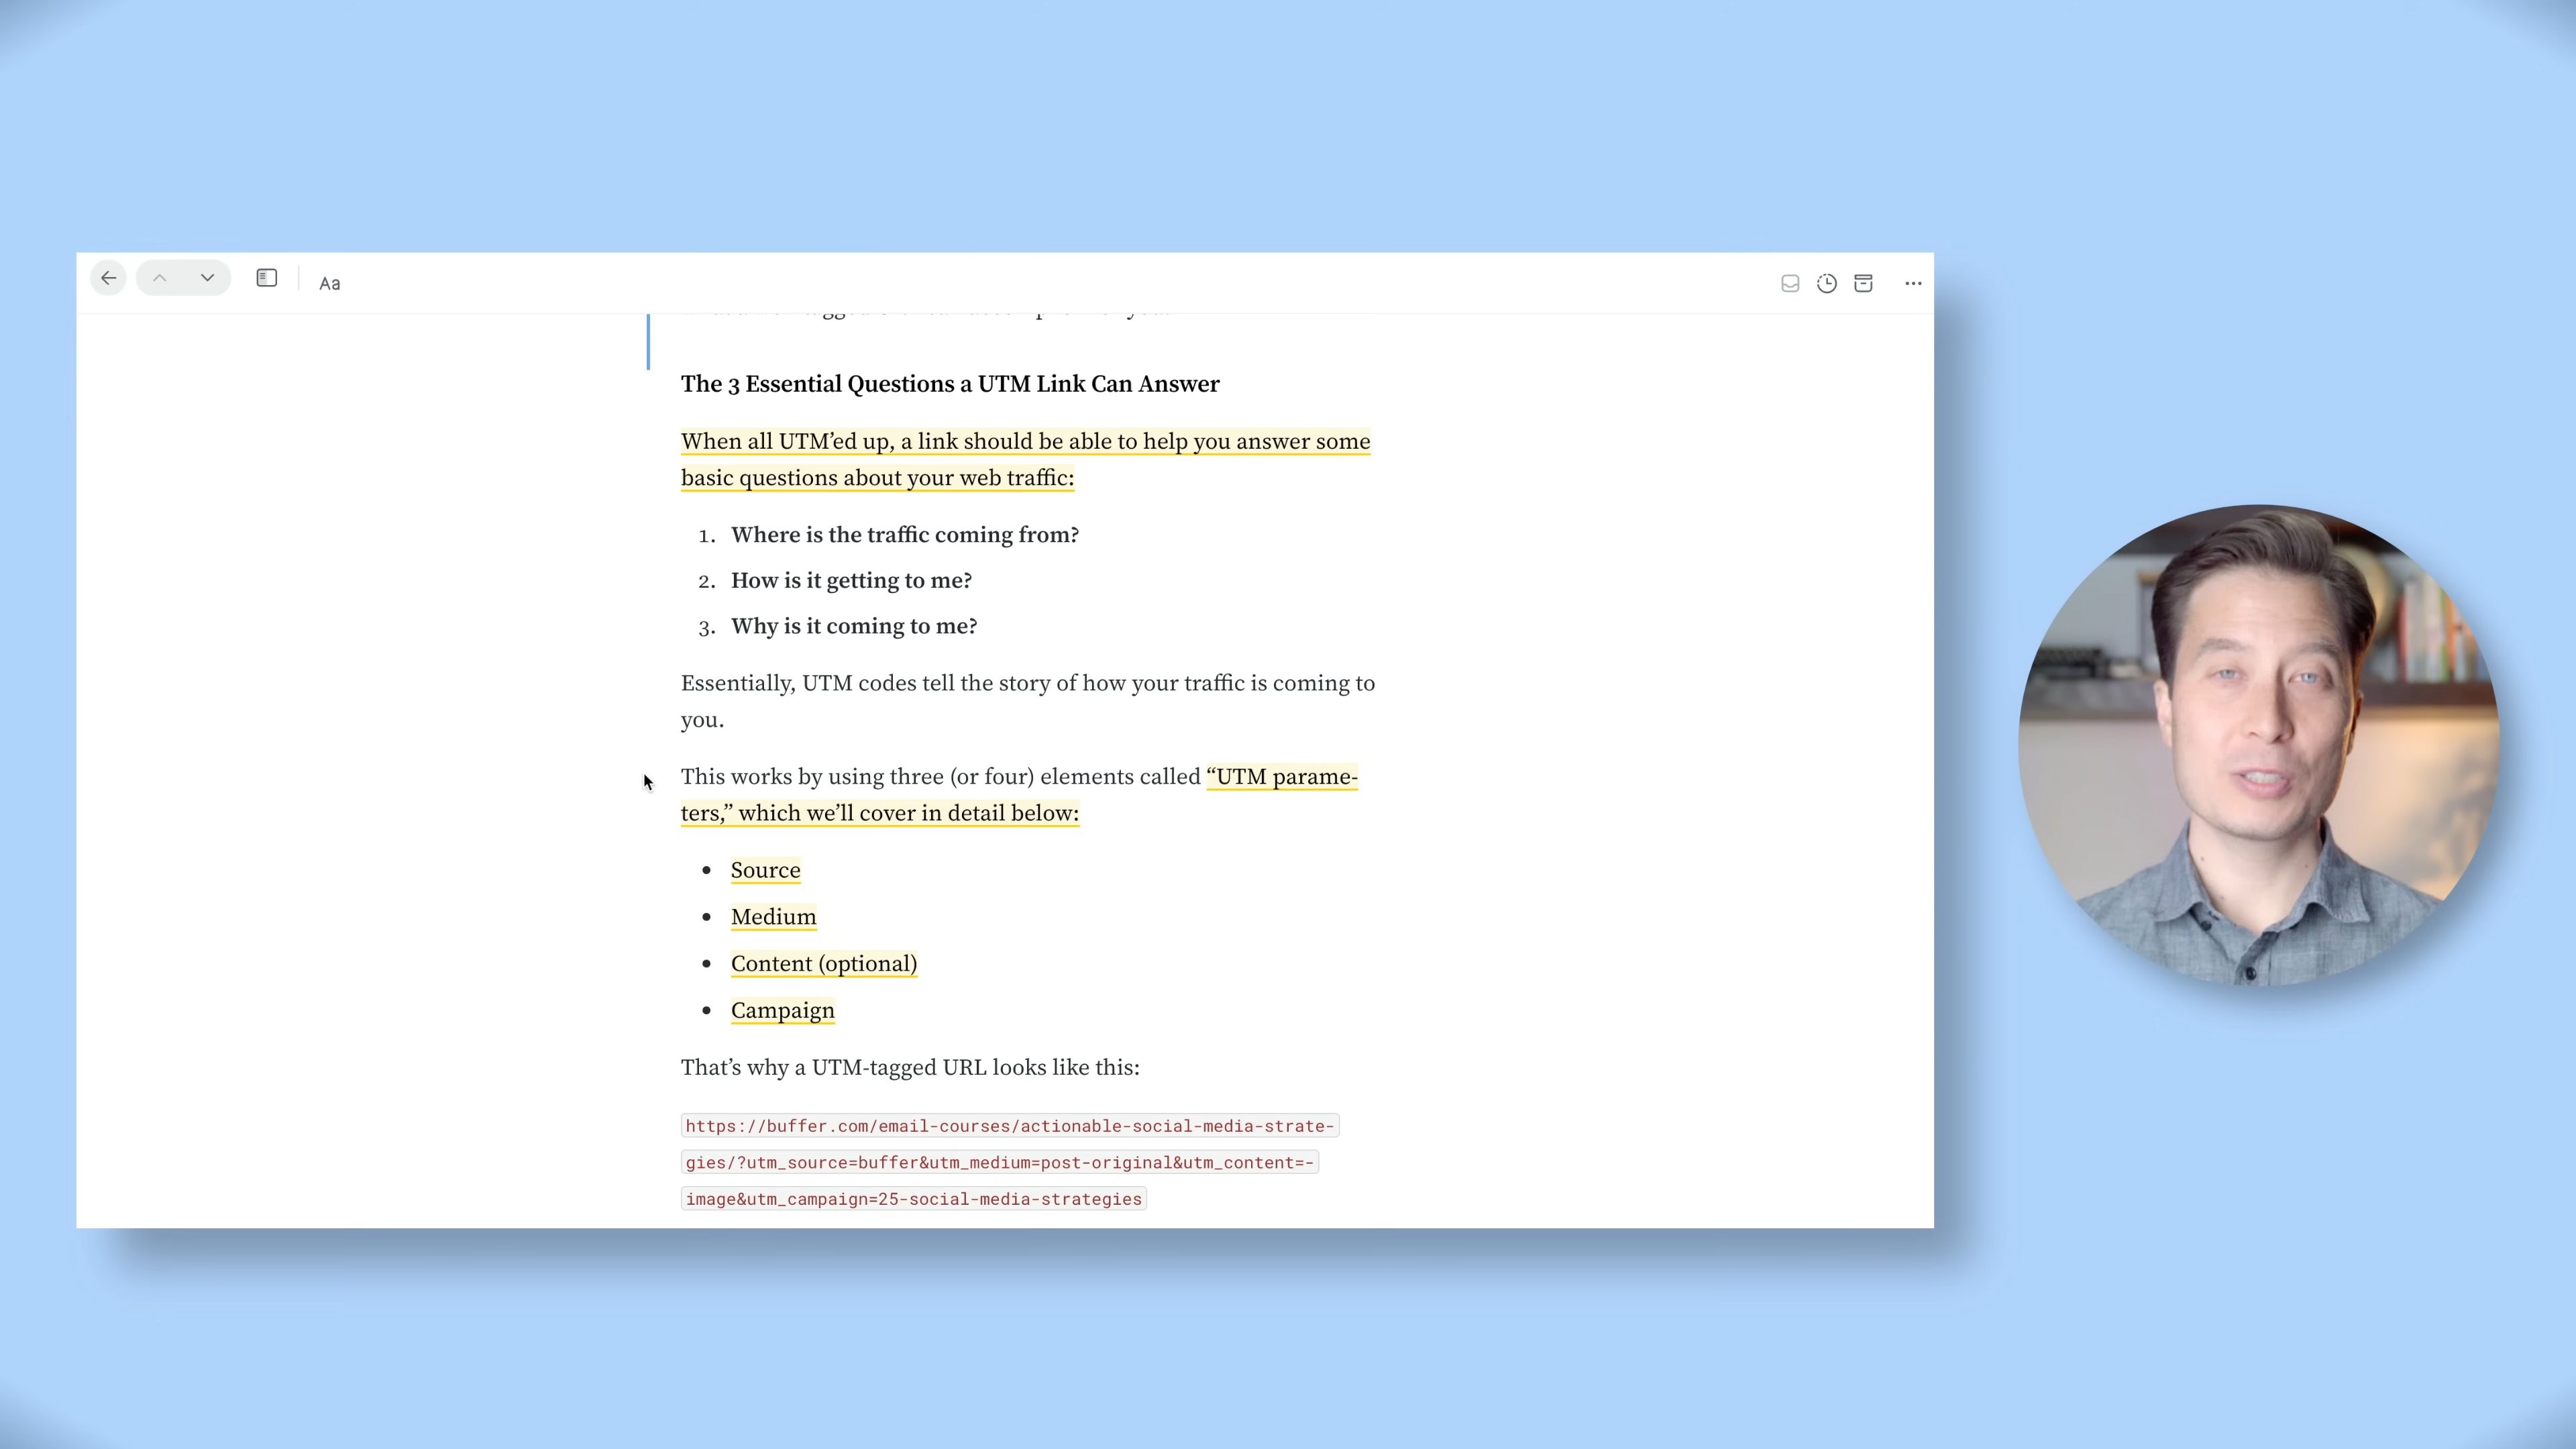 Aa
The 3 Essential Questions a UTM Link Can Answer
When all UTM’ed up, a link should be able to help you answer some
basic questions about your web traffic:
1. Where is the traffic coming from?
2. How is it getting to me?
3. Why is it coming to me?
Essentially, UTM codes tell the story of how your traffic is coming to
you.
This works by using three (or four) elements called “UTM parame-
ters,” which we’ll cover in detail below:
• Source
• Medium
• Content (optional)
• Campaign
That’s why a UTM-tagged URL looks like this:
https://buffer.com/email-courses/actionable-social-media-strate-
gies/?utm_source=buffer&utm_medium=post-original&utm_content=-
image&utm_campaign=25-social-media-strategies